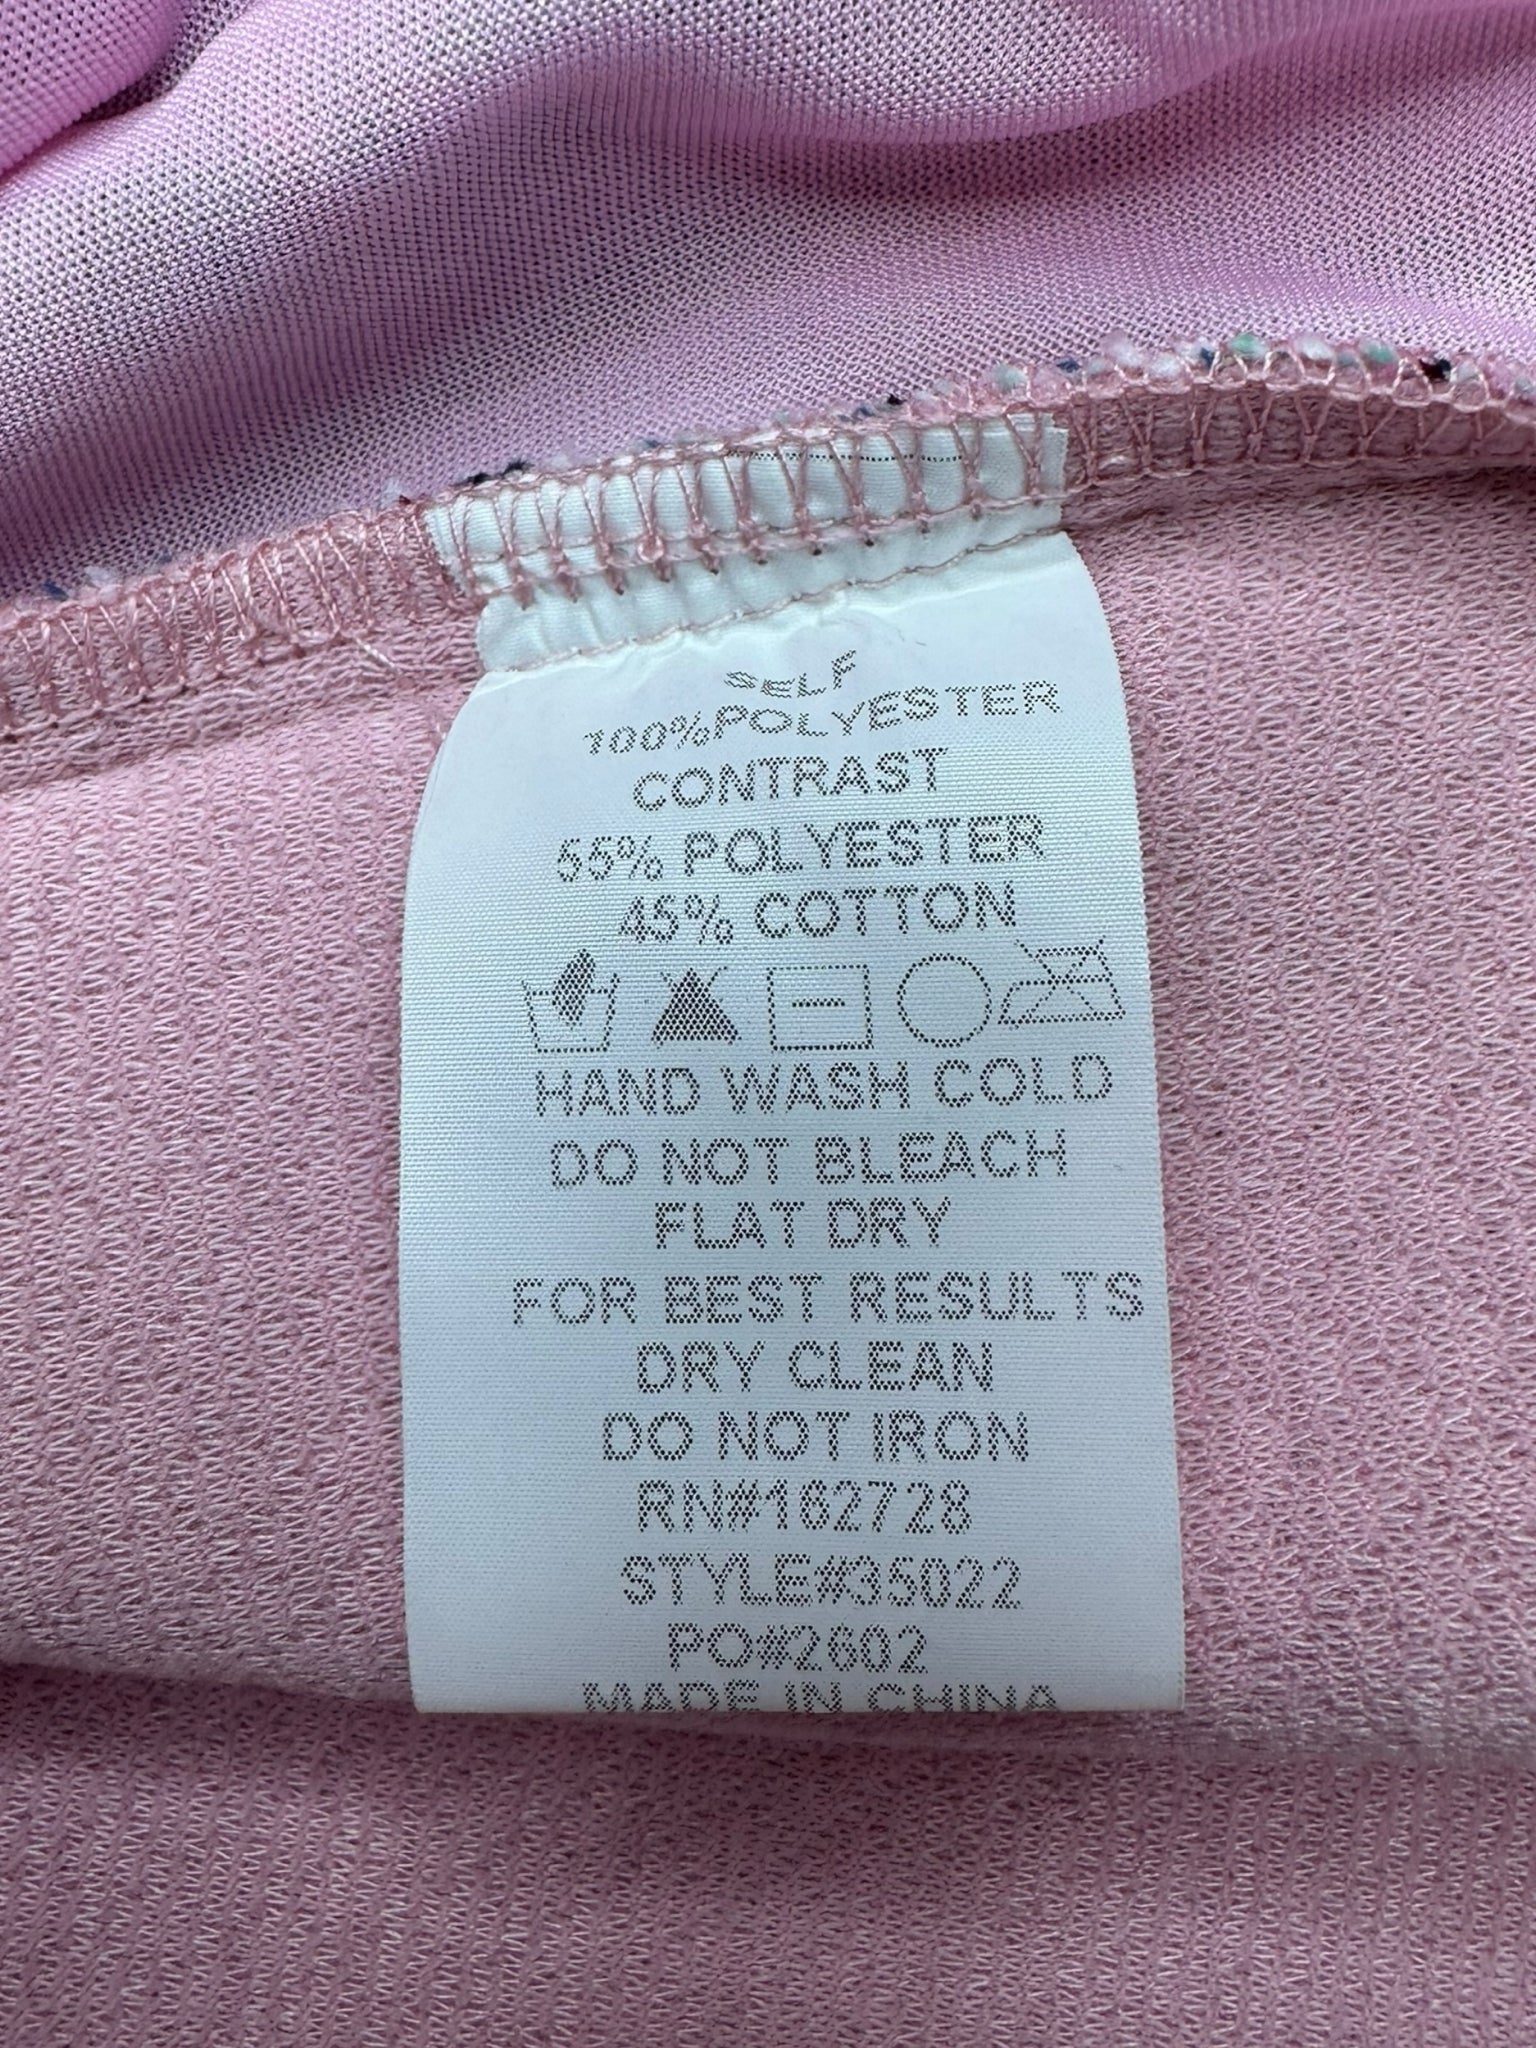 SELF
100%POLYESTER
CONTRAST
55% POLYESTER
45% COTTON
HAND WASH COLD
DO NOT BLEACH
FLAT DRY
FOR BEST RESULTS
DRY CLEAN
DO NOT IRON
RN#162728
STYLE#35022
PO#2602
MADE IN CHINA